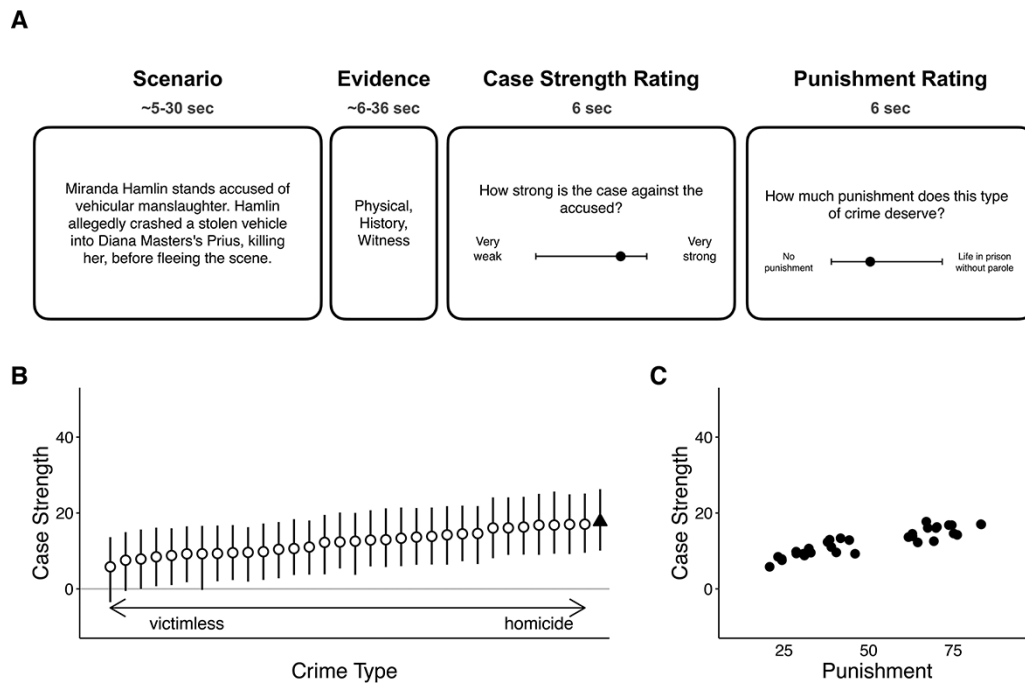 A
Scenario
~5-30 sec
Evidence
~6-36 sec
Case Strength Rating
6 sec
Punishment Rating
6 sec
Miranda Hamlin stands accused of
vehicular manslaughter. Hamlin
allegedly crashed a stolen vehicle
into Diana Masters's Prius, killing
her, before fleeing the scene.
Physical,
History,
Witness
How strong is the case against the
accused?
Very
weak
Very
strong
How much punishment does this type
of crime deserve?
No
punishment
Life in prison
without parole
B
Case Strength
40
20
0
victimless
homicide
Crime Type
C
Case Strength
40
20
0
25
50
75
Punishment